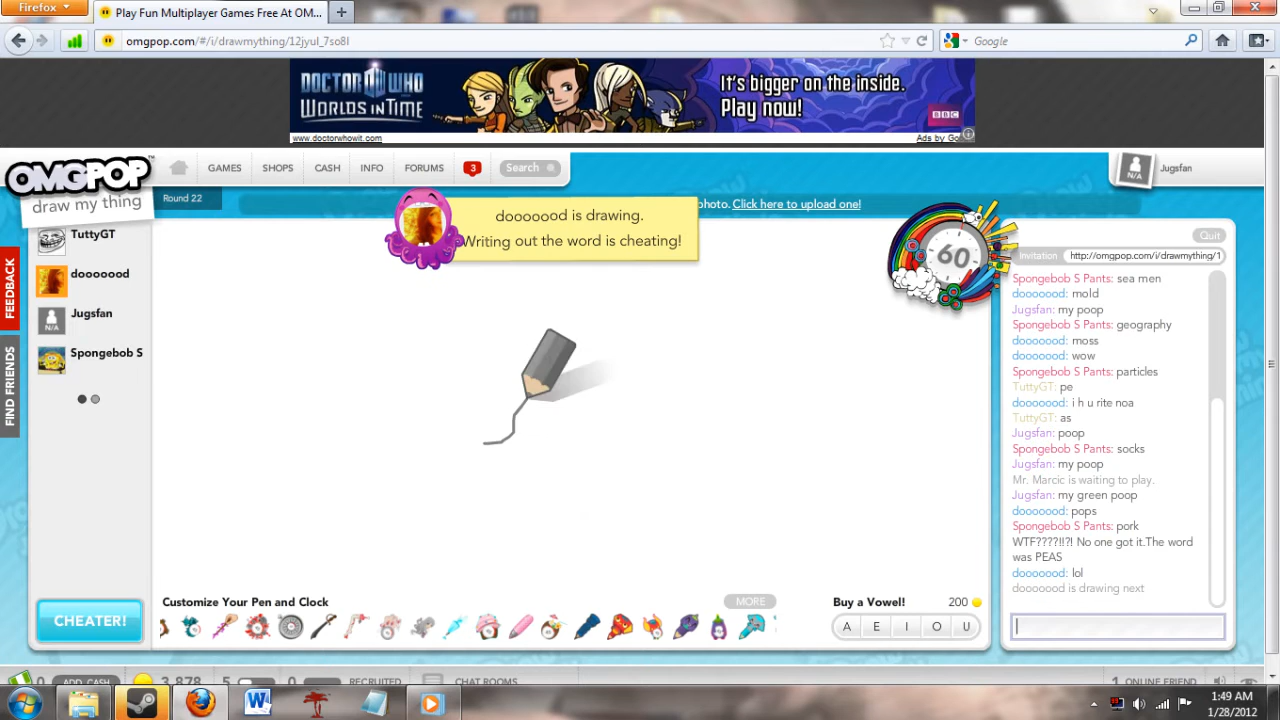 Firefox
Play Fun Multiplayer Games Free At OM...
omgpop.com/#/i/drawmything/12jyul_7so8l
Google
DOCTOR WHO
WORLDS IN TIME
It's bigger on the inside.
Play now!
BBC
www.doctorwhowit.com
Ads by Go
OMGPOP
draw my thing
GAMES
SHOPS
CASH
INFO
FORUMS
3
Search
N/A
Jugsfan
Round 22
photo. Click here to upload one!
dooooood is drawing.
Writing out the word is cheating!
60
Quit
Invitation
http://omgpop.com/i/drawmything/1
FEEDBACK
FIND FRIENDS
TuttyGT
dooooood
Jugsfan
N/A
Spongebob S
Spongebob S Pants: sea men
dooooood: mold
Jugsfan: my poop
Spongebob S Pants: geography
dooooood: moss
dooooood: wow
Spongebob S Pants: particles
TuttyGT: pe
dooooood: i h u rite noa
TuttyGT: as
Jugsfan: poop
Spongebob S Pants: socks
Jugsfan: my poop
Mr. Marcic is waiting to play.
Jugsfan: my green poop
dooooood: pops
Spongebob S Pants: pork
WTF????!!?! No one got it.The word
was PEAS
dooooood: lol
dooooood is drawing next
CHEATER!
Customize Your Pen and Clock
MORE
Buy a Vowel!
200
A E I O U
0
ADD CASH
3,878
5
0
RECRUITED
CHAT ROOMS
1 ONLINE FRIEND
1:49 AM
1/28/2012